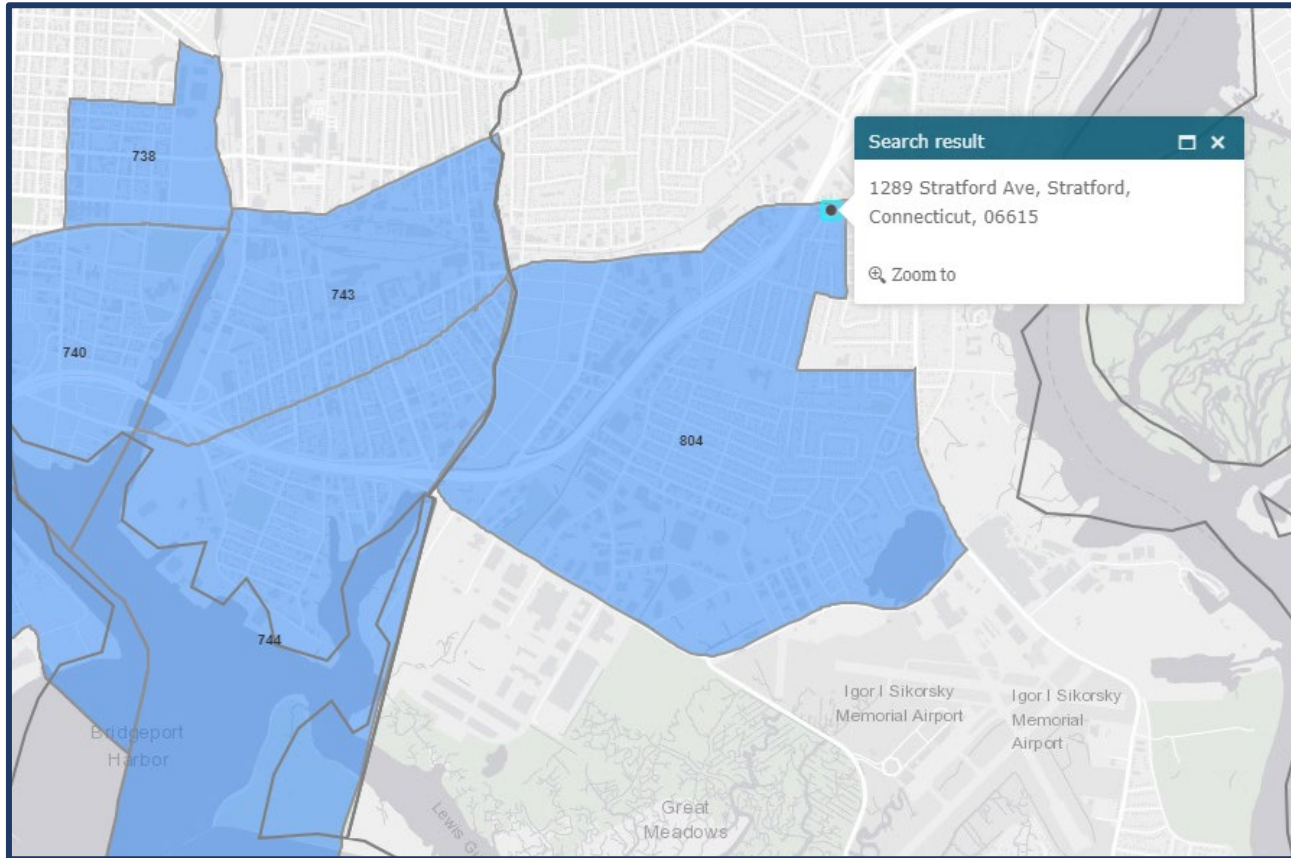 738
Search result
1289 Stratford Ave, Stratford,
Connecticut, 06615
Zoom to
743
740
804
744
Igor I Sikorsky
Memorial Airport
Igor I Sikorsky
Memorial
Airport
Bridgeport
Harbor
Great
Meadows
Lewis